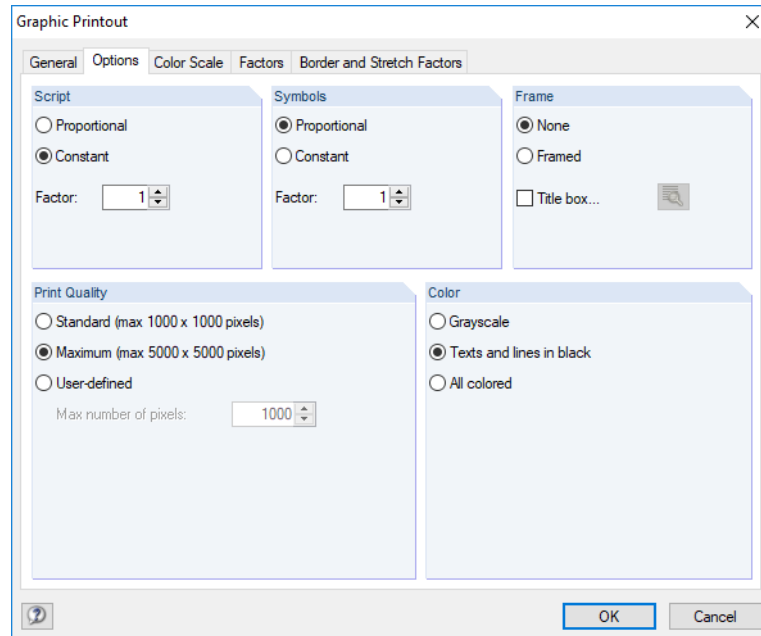 Graphic Printout
General Options Color Scale Factors Border and Stretch Factors
Script
Proportional
Constant
Factor: 1
Symbols
Proportional
Constant
Factor: 1
Frame
None
Framed
Title box...
Print Quality
Standard (max 1000 x 1000 pixels)
Maximum (max 5000 x 5000 pixels)
User-defined
Max number of pixels: 1000
Color
Grayscale
Texts and lines in black
All colored
OK Cancel